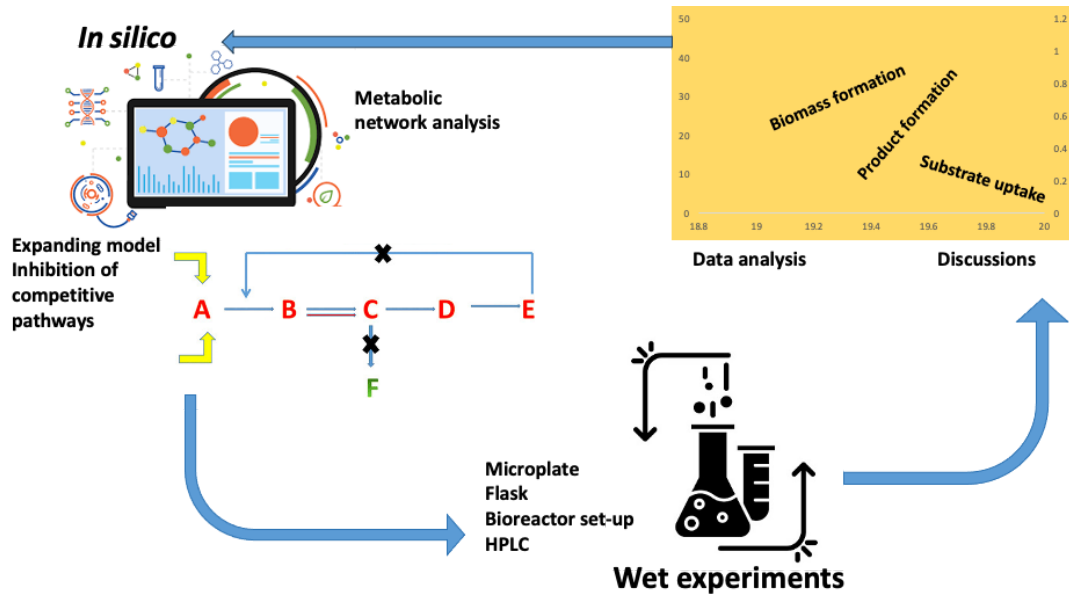 In silico
Metabolic
network analysis
50
40
30
20
10
0
1.2
1
0.8
0.6
0.4
0.2
0
18.8 19 19.2 19.4 19.6 19.8 20
Biomass formation
Product formation
Substrate uptake
Data analysis
Discussions
Expanding model
Inhibition of
competitive
pathways
A B C D E
F
Microplate
Flask
Bioreactor set-up
HPLC
Wet experiments